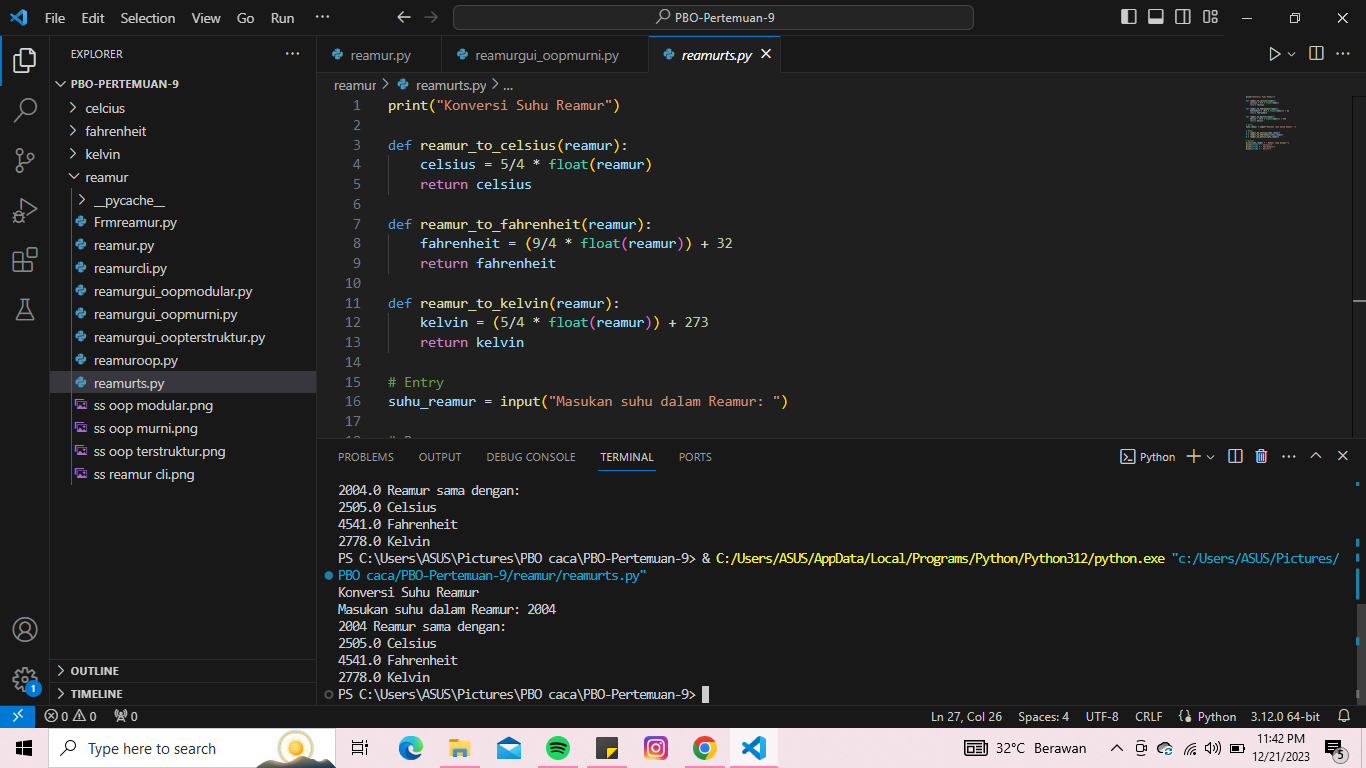 File Edit Selection View Go Run ···
PBO-Pertemuan-9
EXPLORER ···
PBO-PERTEMUAN-9
celcius
fahrenheit
kelvin
reamur
__pycache__
Frmreamur.py
reamur.py
reamurcli.py
reamurgui_oopmodular.py
reamurgui_oopmurni.py
reamurgui_oopterstruktur.py
reamuroop.py
reamurts.py
ss oop modular.png
ss oop murni.png
ss oop terstruktur.png
ss reamur cli.png
OUTLINE
TIMELINE
reamur.py reamurgui_oopmurni.py reamurts.py
reamur > reamurts.py > ...
1 print("Konversi Suhu Reamur")
2
3 def reamur_to_celsius(reamur):
4     celsius = 5/4 * float(reamur)
5     return celsius
6
7 def reamur_to_fahrenheit(reamur):
8     fahrenheit = (9/4 * float(reamur)) + 32
9     return fahrenheit
10
11 def reamur_to_kelvin(reamur):
12     kelvin = (5/4 * float(reamur)) + 273
13     return kelvin
14
15 # Entry
16 suhu_reamur = input("Masukan suhu dalam Reamur: ")
17
PROBLEMS OUTPUT DEBUG CONSOLE TERMINAL PORTS
Python
2004.0 Reamur sama dengan:
2505.0 Celsius
4541.0 Fahrenheit
2778.0 Kelvin
PS C:\Users\ASUS\Pictures\PBO caca\PBO-Pertemuan-9> & C:/Users/ASUS/AppData/Local/Programs/Python/Python312/python.exe "c:/Users/ASUS/Pictures/
PBO caca/PBO-Pertemuan-9/reamur/reamurts.py"
Konversi Suhu Reamur
Masukan suhu dalam Reamur: 2004
2004 Reamur sama dengan:
2505.0 Celsius
4541.0 Fahrenheit
2778.0 Kelvin
PS C:\Users\ASUS\Pictures\PBO caca\PBO-Pertemuan-9>
1
0 0 0 Ln 27, Col 26 Spaces: 4 UTF-8 CRLF Python 3.12.0 64-bit
Type here to search 32°C Berawan 11:42 PM
12/21/2023 5